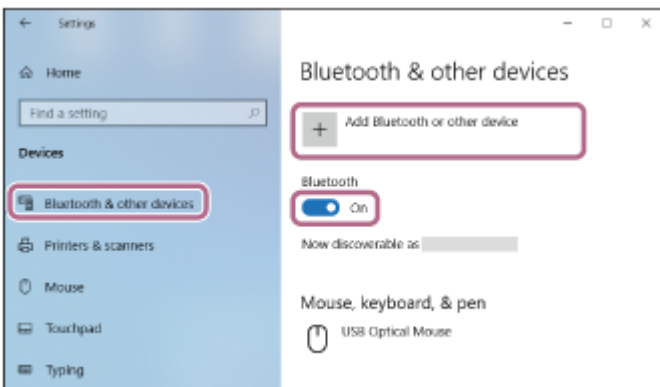 Settings
Home
Find a setting
Devices
Bluetooth & other devices
Printers & scanners
Mouse
Touchpad
Typing
Bluetooth & other devices
Add Bluetooth or other device
Bluetooth
On
Now discoverable as
Mouse, keyboard, & pen
USB Optical Mouse